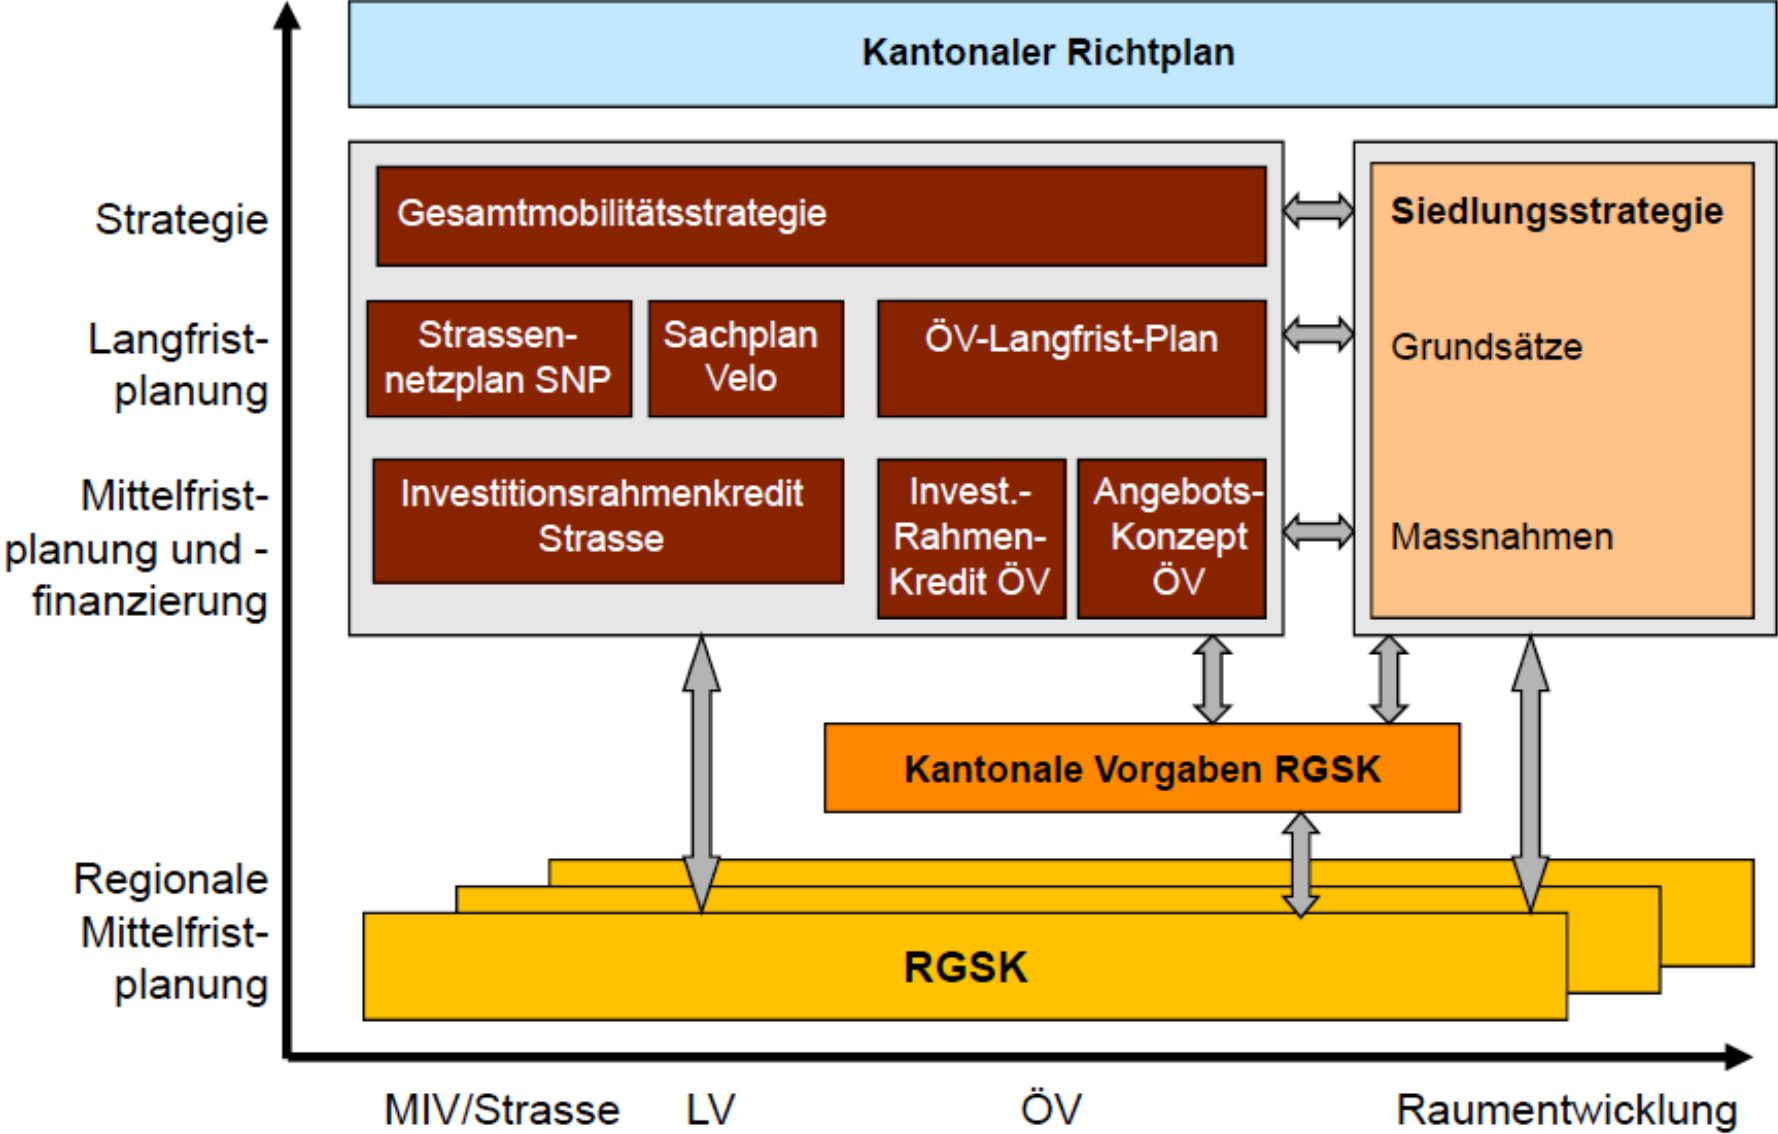 Kantonaler Richtplan
Strategie
Gesamtmobilitätsstrategie
Siedlungsstrategie
Langfrist-
planung
Strassen-
netzplan SNP
Sachplan
Velo
ÖV-Langfrist-Plan
Grundsätze
Mittelfrist-
planung und -
finanzierung
Investitionsrahmenkredit
Strasse
Invest.-
Rahmen-
Kredit ÖV
Angebots-
Konzept
ÖV
Massnahmen
Kantonale Vorgaben RGSK
Regionale
Mittelfrist-
planung
RGSK
MIV/Strasse
LV
ÖV
Raumentwicklung